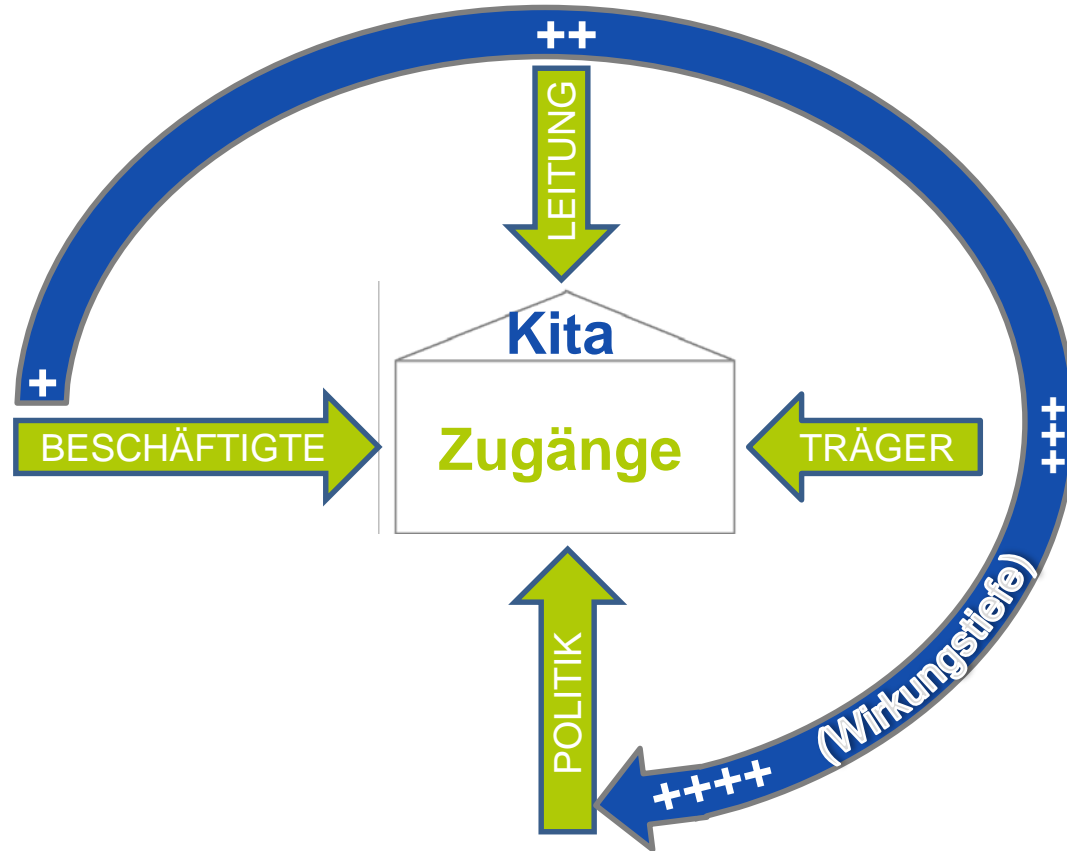 ++
LEITUNG
Kita
+
BESCHÄFTIGTE
Zugänge
TRÄGER
+++
(Wirkungstiefe)
POLITIK
++++